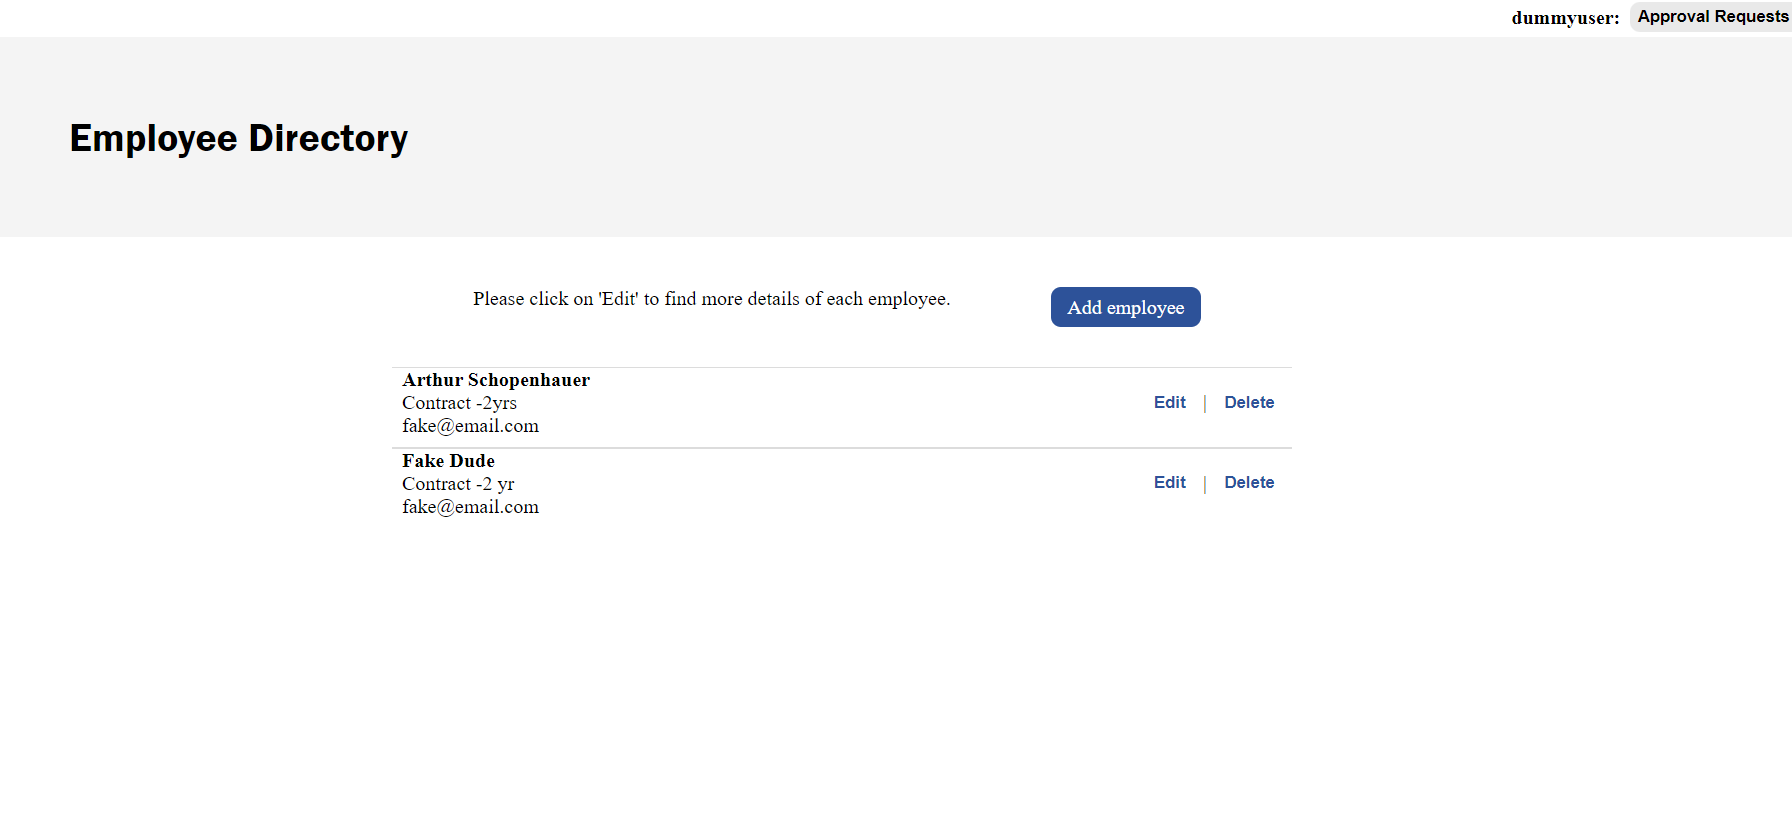 dummyuser: Approval Requests
Employee Directory
Please click on 'Edit' to find more details of each employee.
Add employee
Arthur Schopenhauer
Contract -2yrs
fake@email.com
Edit | Delete
Fake Dude
Contract -2 yr
fake@email.com
Edit | Delete